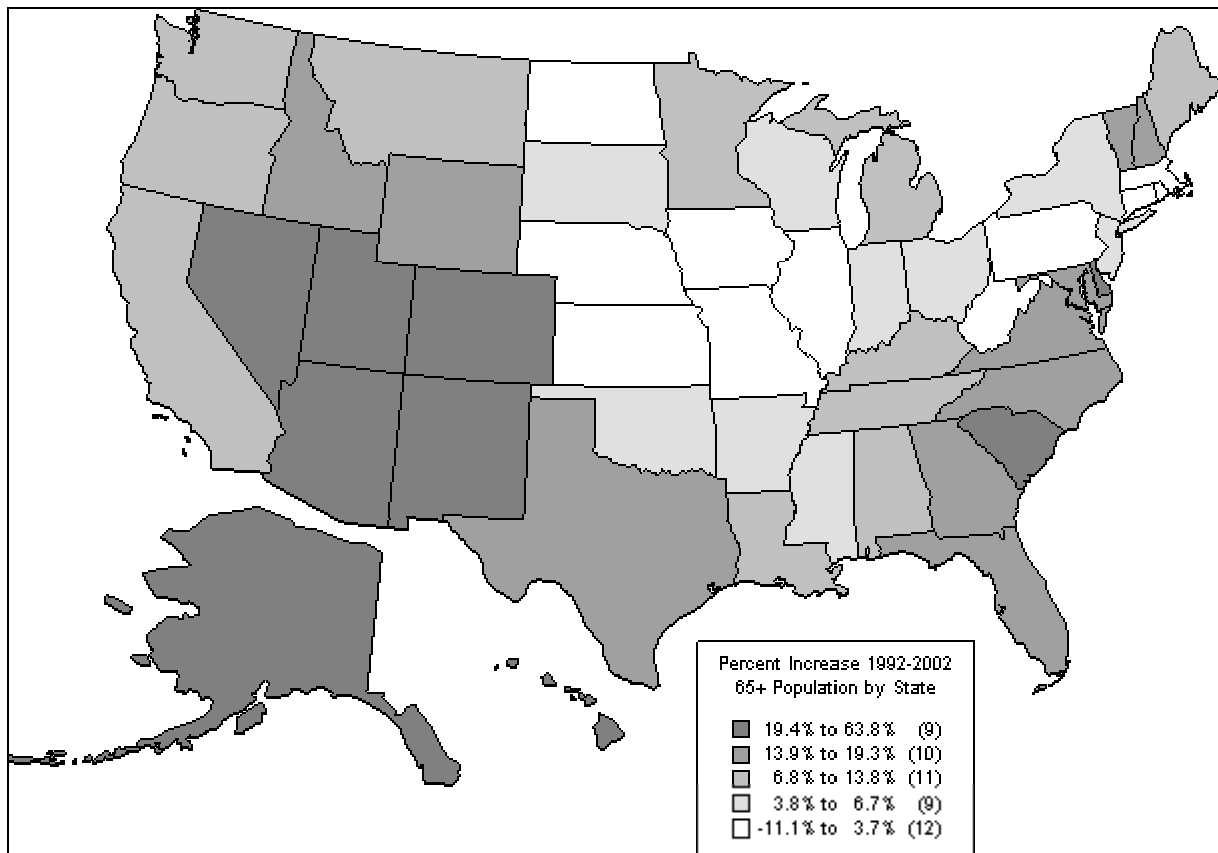 Percent Increase 1992-2002
65+ Population by State
19.4% to 63.8% (9)
13.9% to 19.3% (10)
6.8% to 13.8% (11)
3.8% to 6.7% (9)
-11.1% to 3.7% (12)